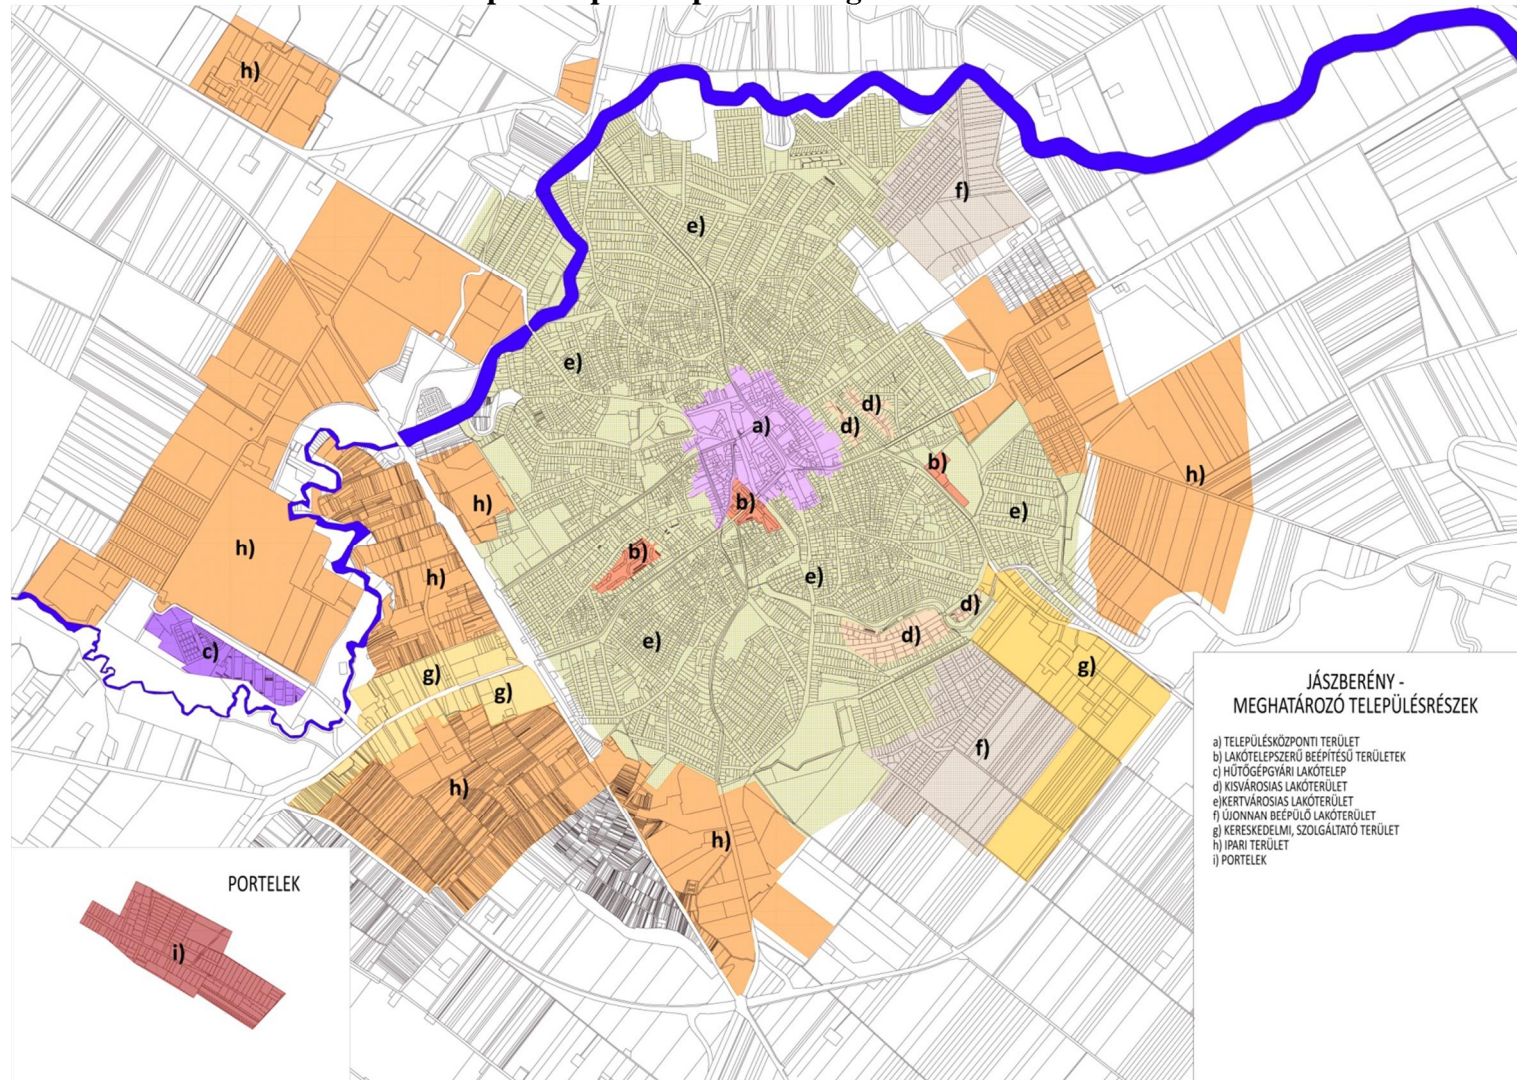 h)
f)
e)
e)
d)
d)
a)
b)
h)
e)
b)
h)
b)
h)
h)
e)
d)
d)
e)
c)
g)
g)
g)
f)
h)
h)
JÁSZBERÉNY -
MEGHATÁROZÓ TELEPÜLÉSRÉSZEK
a) TELEPÜLÉSKÖZPONTI TERÜLET
b) LAKÓTELEPSZERŰ BEÉPÍTÉSŰ TERÜLETEK
c) HŰTŐGÉPGYÁRI LAKÓTELEP
d) KISVÁROSIAS LAKÓTERÜLET
e)KERTVÁROSIAS LAKÓTERÜLET
f) ÚJONNAN BEÉPÜLŐ LAKÓTERÜLET
g) KERESKEDELMI, SZOLGÁLTATÓ TERÜLET
h) IPARI TERÜLET
i) PORTELEK
PORTELEK
i)